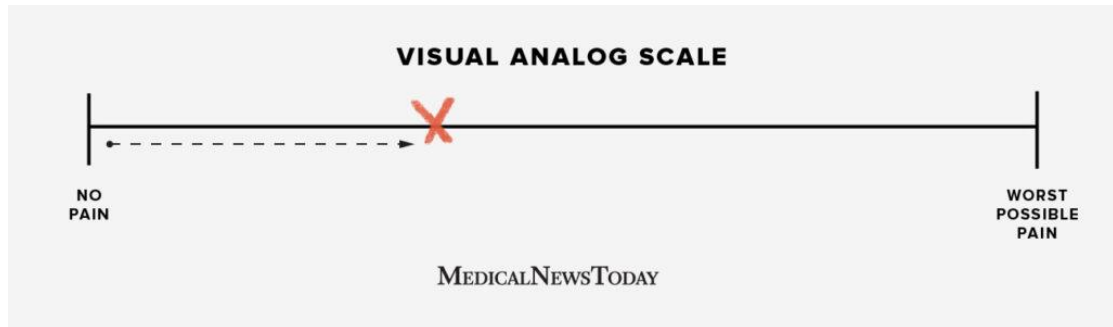 VISUAL ANALOG SCALE
NO
PAIN
WORST
POSSIBLE
PAIN
MEDICALNEWSTODAY